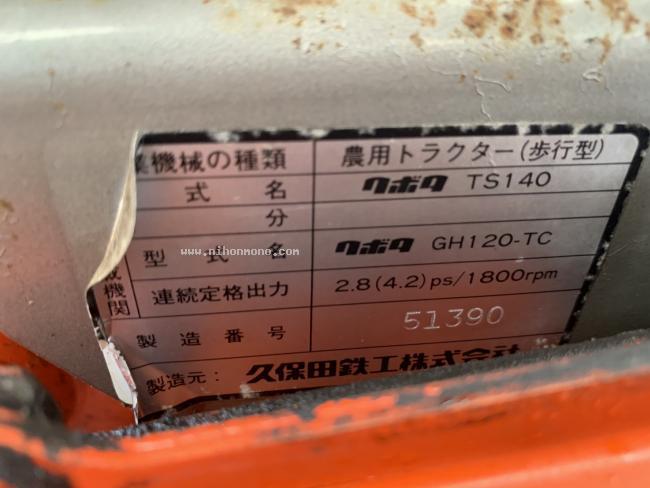 業機械の種類 農用トラクター(歩行型)
式名 クボタ TS140
分
型式名 クボタ GH120-TC
機関 連続定格出力 2.8(4.2)ps/1800rpm
製造番号 51390
製造元: 久保田鉄工株式会社
www.nihonmono.com